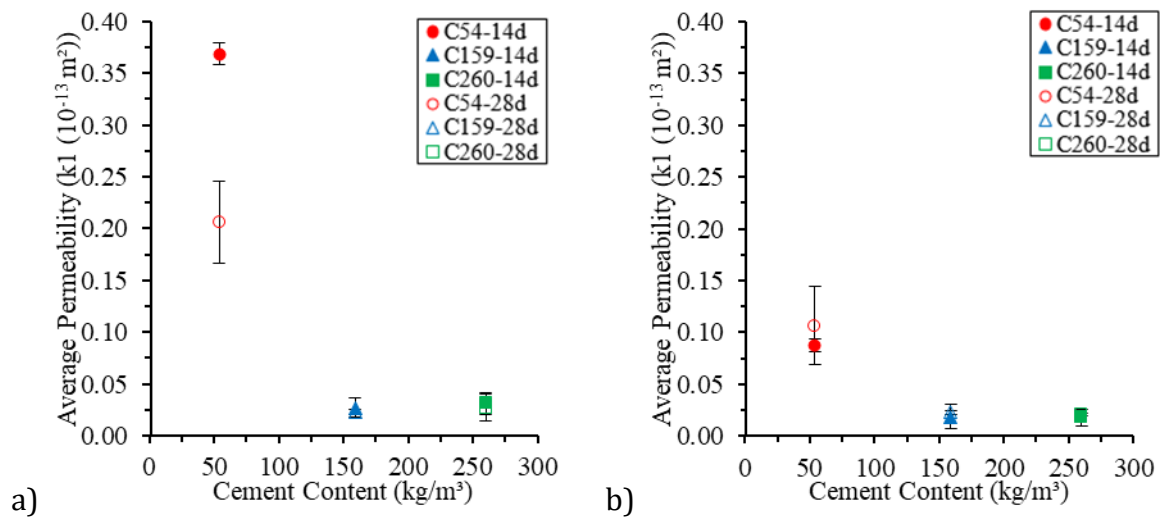 0.40
0.35
0.30
0.25
0.20
0.15
0.10
0.05
0.00
Average Permeability (k1 (10⁻¹³ m²))
C54-14d
C159-14d
C260-14d
C54-28d
C159-28d
C260-28d
0 50 100 150 200 250 300
Cement Content (kg/m³)
a)
0.40
0.35
0.30
0.25
0.20
0.15
0.10
0.05
0.00
Average Permeability (k1 (10⁻¹³ m²))
C54-14d
C159-14d
C260-14d
C54-28d
C159-28d
C260-28d
0 50 100 150 200 250 300
Cement Content (kg/m³)
b)